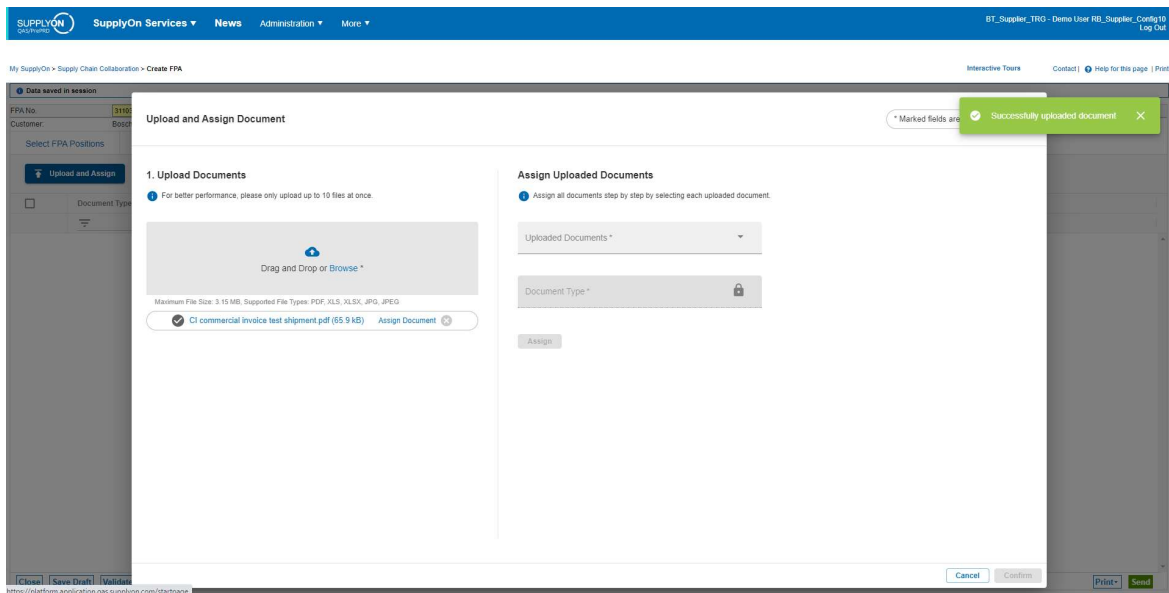 SUPPLYON
QAS/PrePRD
SupplyOn Services ▾ News Administration ▾ More ▾
BT_Supplier_TRG - Demo User RB_Supplier_Config10
Log Out
My SupplyOn > Supply Chain Collaboration > Create FPA
Interactive Tours Contact | Help for this page | Print
Data saved in session
FPA No.
Customer: Bosch
Select FPA Positions
Upload and Assign
Document Type
Upload and Assign Document
* Marked fields are
Successfully uploaded document
1. Upload Documents
For better performance, please only upload up to 10 files at once.
Drag and Drop or Browse *
Maximum File Size: 3.15 MB, Supported File Types: PDF, XLS, XLSX, JPG, JPEG
CI commercial invoice test shipment.pdf (65.9 kB) Assign Document
Assign Uploaded Documents
Assign all documents step by step by selecting each uploaded document.
Uploaded Documents *
Document Type *
Assign
Cancel Confirm
Close Save Draft Validate Print Send
https://platform.application.qas.supplyon.com/startpage